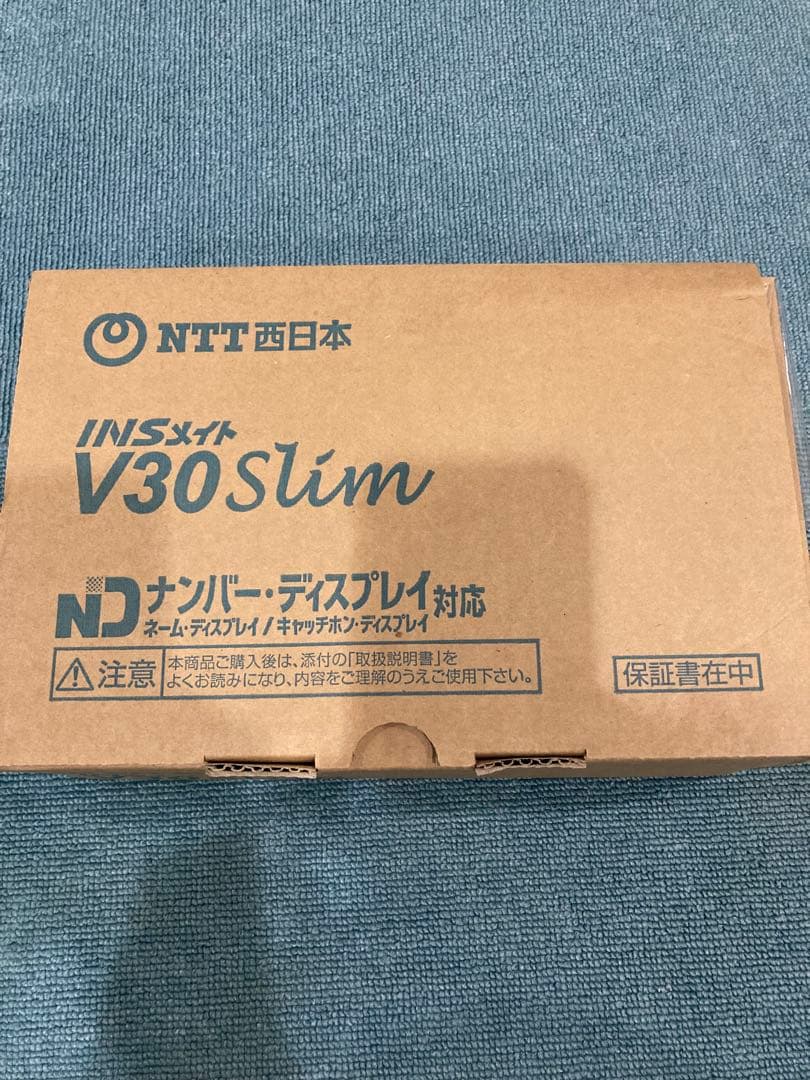 NTT西日本
INSメイト
V30 Slim
ND ナンバー・ディスプレイ対応
ネーム・ディスプレイ/キャッチホン・ディスプレイ
注意
本商品ご購入後は、添付の「取扱説明書」を
よくお読みになり、内容をご理解のうえご使用下さい。
保証書在中